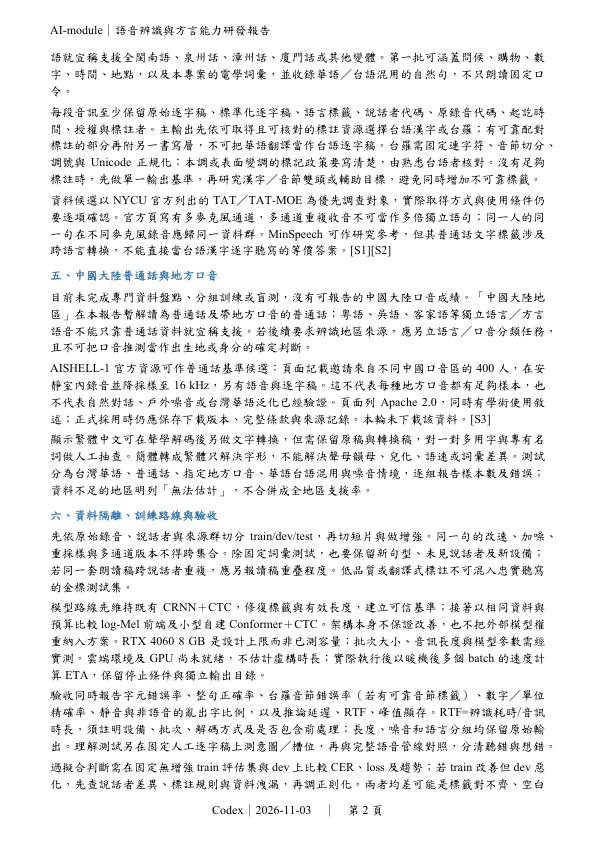 AI-module│語音辨識與方言能力研發報告
語就宣稱支援全閩南語、泉州話、漳州話、廈門話或其他變體。第一批可涵蓋問候、購物、數
字、時間、地點，以及本專案的電學詞彙，並收錄華語／台語混用的自然句，不只朗讀固定口
令。
每段音訊至少保留原始逐字稿、標準化逐字稿、語言標籤、說話者代碼、原錄音代碼、起訖時
間、授權與標註者。主輸出先依可取得且可核對的標註資源選擇台語漢字或台羅；有可靠配對
標註的部分再附另一書寫層，不可把華語翻譯當作台語逐字稿。台羅需固定連字符、音節切分、
調號與 Unicode 正規化；本調或表面變調的標記政策要寫清楚，由熟悉台語者核對。沒有足夠
標註時，先做單一輸出基準，再研究漢字／音節雙頭或輔助目標，避免同時增加不可靠標籤。
資料候選以 NYCU 官方列出的 TAT／TAT-MOE 為優先調查對象，實際取得方式與使用條件仍
要逐項確認。官方頁寫有多麥克風通道，多通道重複收音不可當作多倍獨立語句；同一人的同
一句在不同麥克風錄音應歸同一資料群。MinSpeech 可作研究參考，但其普通話文字標籤涉及
跨語言轉換，不能直接當台語漢字逐字聽寫的等價答案。[S1][S2]
五、中國大陸普通話與地方口音
目前未完成專門資料盤點、分組訓練或盲測，沒有可報告的中國大陸口音成績。「中國大陸地
區」在本報告暫解讀為普通話及帶地方口音的普通話；粵語、吳語、客家語等獨立語言／方言
語音不能只靠普通話資料就宣稱支援。若後續要求辨識地區來源，應另立語言／口音分類任務，
且不可把口音推測當作出生地或身分的確定判斷。
AISHELL-1 官方資源可作普通話基準候選：頁面記載邀請來自不同中國口音區的 400 人，在安
靜室內錄音並降採樣至 16 kHz，另有語音與逐字稿。這不代表每種地方口音都有足夠樣本，也
不代表自然對話、戶外噪音或台灣華語泛化已經驗證。頁面列 Apache 2.0，同時有學術使用敘
述；正式採用時仍應保存下載版本、完整條款與來源記錄。本輪未下載該資料。[S3]
顯示繁體中文可在聲學解碼後另做文字轉換，但需保留原稿與轉換稿，對一對多用字與專有名
詞做人工抽查。簡體轉成繁體只解決字形，不能解決聲母韻母、兒化、語速或詞彙差異。測試
分為台灣華語、普通話、指定地方口音、華語台語混用與噪音情境，逐組報告樣本數及錯誤；
資料不足的地區明列「無法估計」，不合併成全地區支援率。
六、資料隔離、訓練路線與驗收
先依原始錄音、說話者與來源群切分 train/dev/test，再切短片與做增強。同一句的改速、加噪、
重採樣與多通道版本不得跨集合。除固定詞彙測試，也要保留新句型、未見說話者及新設備；
若同一套朗讀稿跨說話者重複，應另報讀稿重疊程度。低品質或翻譯式標註不可混入忠實聽寫
的金標測試集。
模型路線先維持既有 CRNN＋CTC，修復標籤與有效長度，建立可信基準；接著以相同資料與
預算比較 log-Mel 前端及小型自建 Conformer＋CTC。架構本身不保證改善，也不把外部模型權
重納入方案。RTX 4060 8 GB 是設計上限而非已測容量；批次大小、音訊長度與模型參數需經
實測。雲端環境及 GPU 尚未就緒，不估計虛構時長；實際執行後以暖機後多個 batch 的速度計
算 ETA，保留停止條件與獨立輸出目錄。
驗收同時報告字元錯誤率、整句正確率、台羅音節錯誤率（若有可靠音節標籤）、數字／單位
精確率、靜音與非語音的亂出字比例，以及推論延遲、RTF、峰值顯存。RTF=辨識耗時/音訊
時長，須註明設備、批次、解碼方式及是否包含前處理；長度、噪音和語言分組均保留原始輸
出。理解測試另在固定人工逐字稿上測意圖／槽位，再與完整語音管線對照，分清聽錯與想錯。
過擬合判斷需在固定無增強 train 評估集與 dev 上比較 CER、loss 及趨勢；若 train 改善但 dev 惡
化，先查說話者差異、標註規則與資料洩漏，再調正則化。兩者均差可能是標籤對不齊、空白
Codex│2026-11-03 │ 第 2 頁